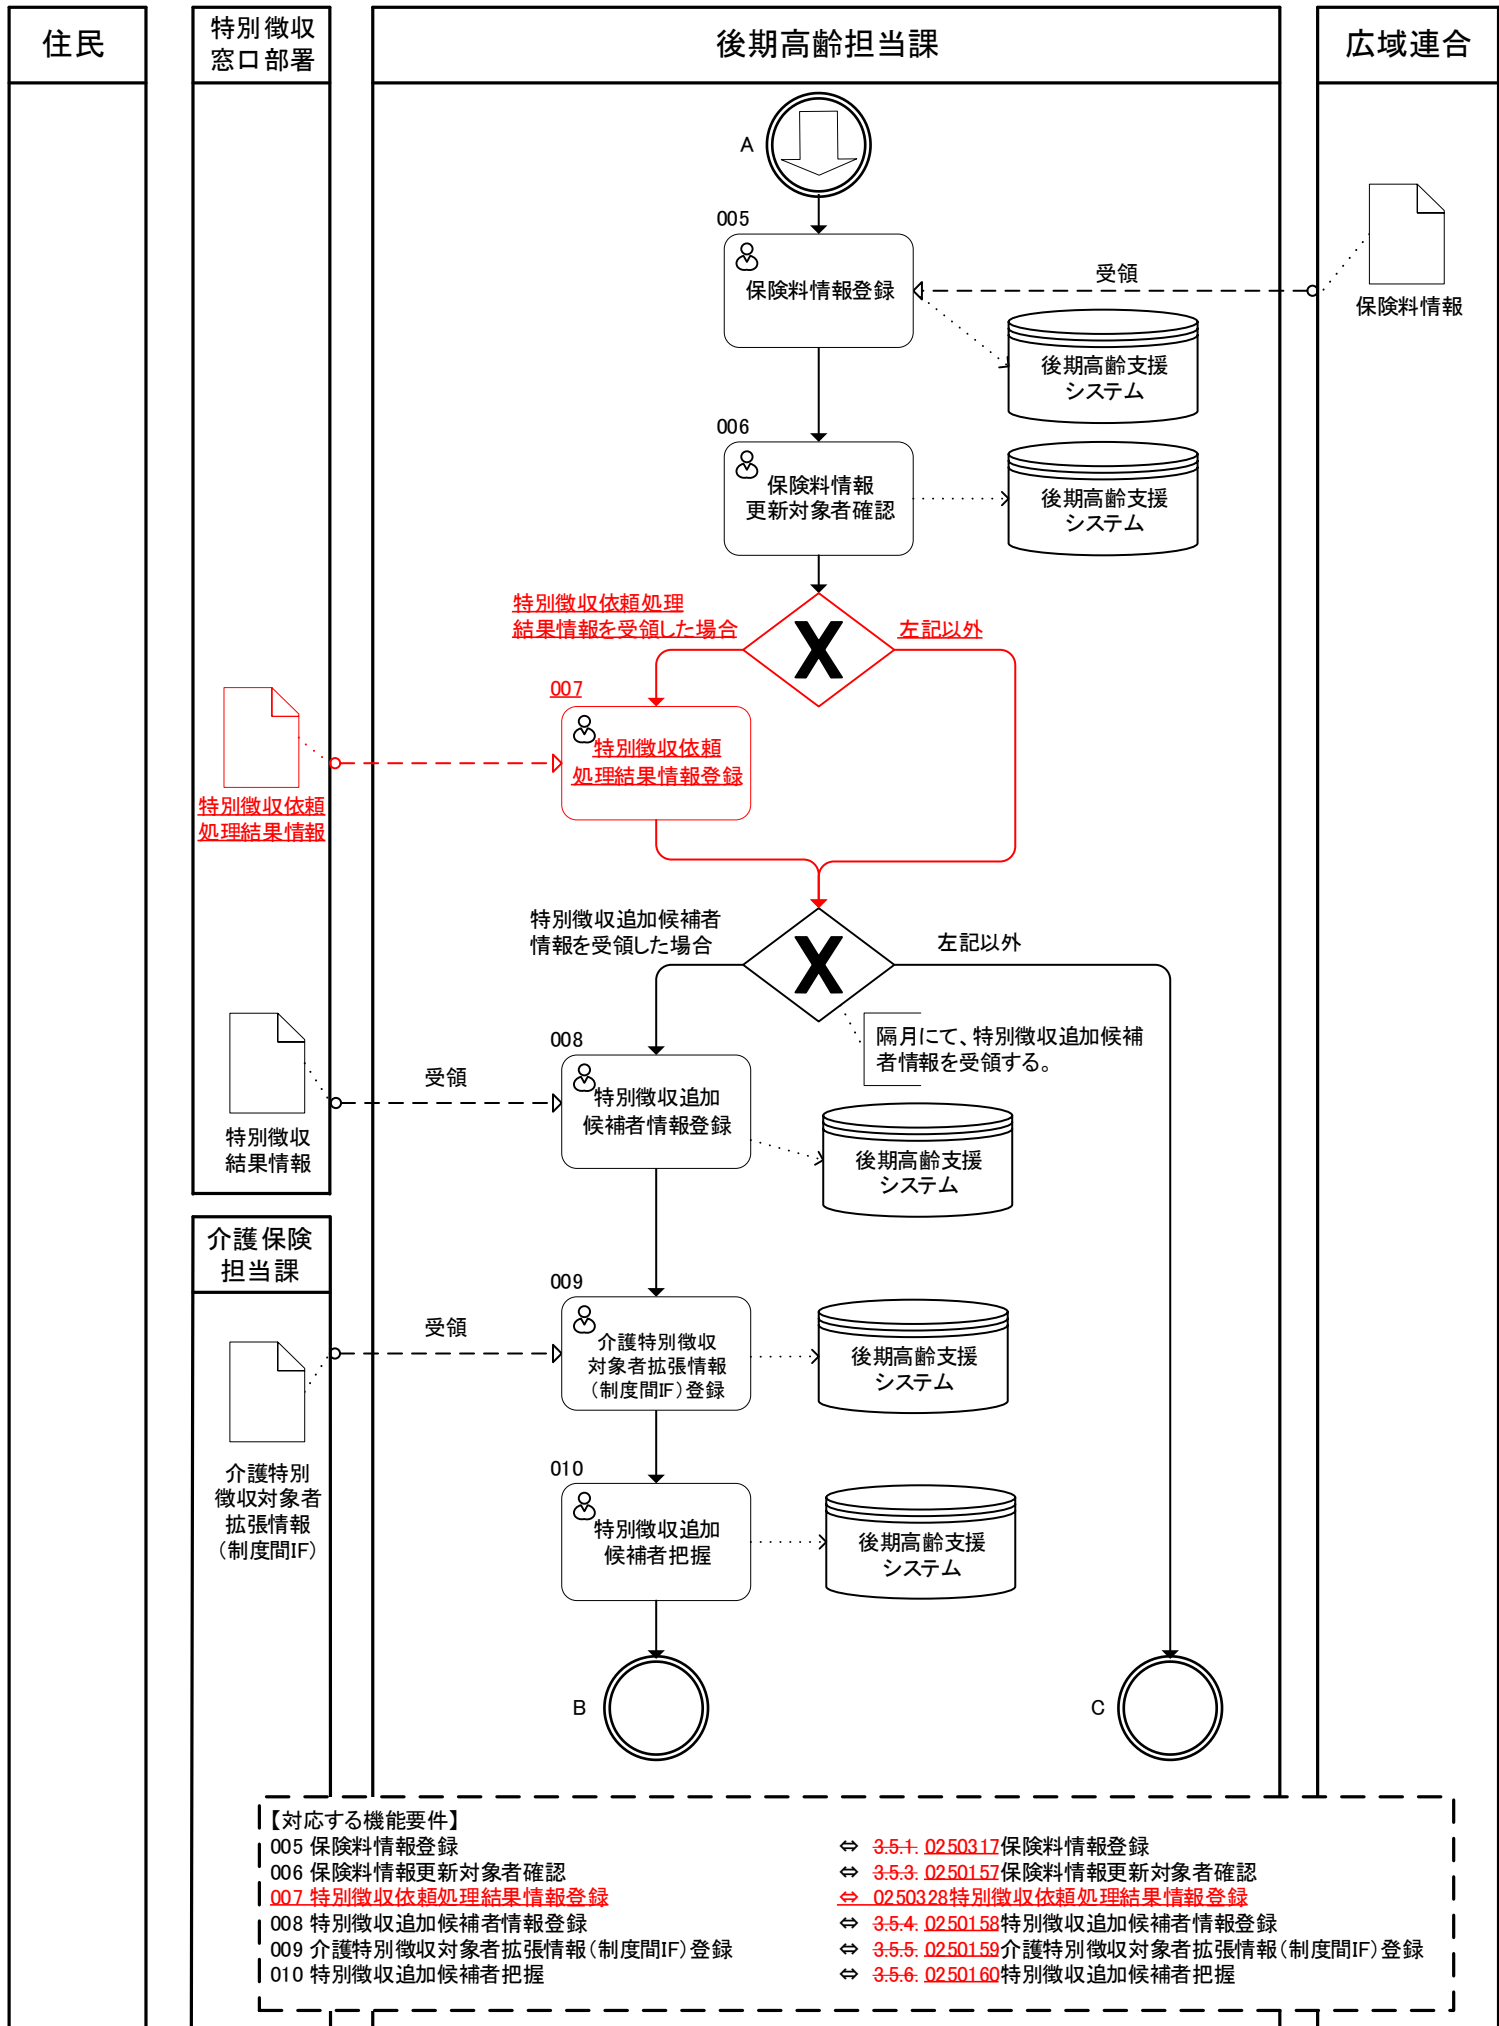 住民
特別徴収
窓口部署
後期高齢担当課
広域連合
A
005
保険料情報登録
受領
保険料情報
後期高齢支援
システム
006
保険料情報
更新対象者確認
後期高齢支援
システム
特別徴収依頼処理
結果情報を受領した場合
X
左記以外
007
特別徴収依頼
処理結果情報登録
特別徴収依頼
処理結果情報
特別徴収追加候補者
情報を受領した場合
X
左記以外
隔月にて、特別徴収追加候補
者情報を受領する。
008
特別徴収追加
候補者情報登録
受領
特別徴収
結果情報
後期高齢支援
システム
介護保険
担当課
009
介護特別徴収
対象者拡張情報
（制度間IF）登録
受領
後期高齢支援
システム
介護特別
徴収対象者
拡張情報
（制度間IF）
010
特別徴収追加
候補者把握
後期高齢支援
システム
B
C
【対応する機能要件】
005 保険料情報登録 ⇔ 3.5.1. 0250317保険料情報登録
006 保険料情報更新対象者確認 ⇔ 3.5.3. 0250157保険料情報更新対象者確認
007 特別徴収依頼処理結果情報登録 ⇔ 0250328特別徴収依頼処理結果情報登録
008 特別徴収追加候補者情報登録 ⇔ 3.5.4. 0250158特別徴収追加候補者情報登録
009 介護特別徴収対象者拡張情報（制度間IF）登録 ⇔ 3.5.5. 0250159介護特別徴収対象者拡張情報（制度間IF）登録
010 特別徴収追加候補者把握 ⇔ 3.5.6. 0250160特別徴収追加候補者把握